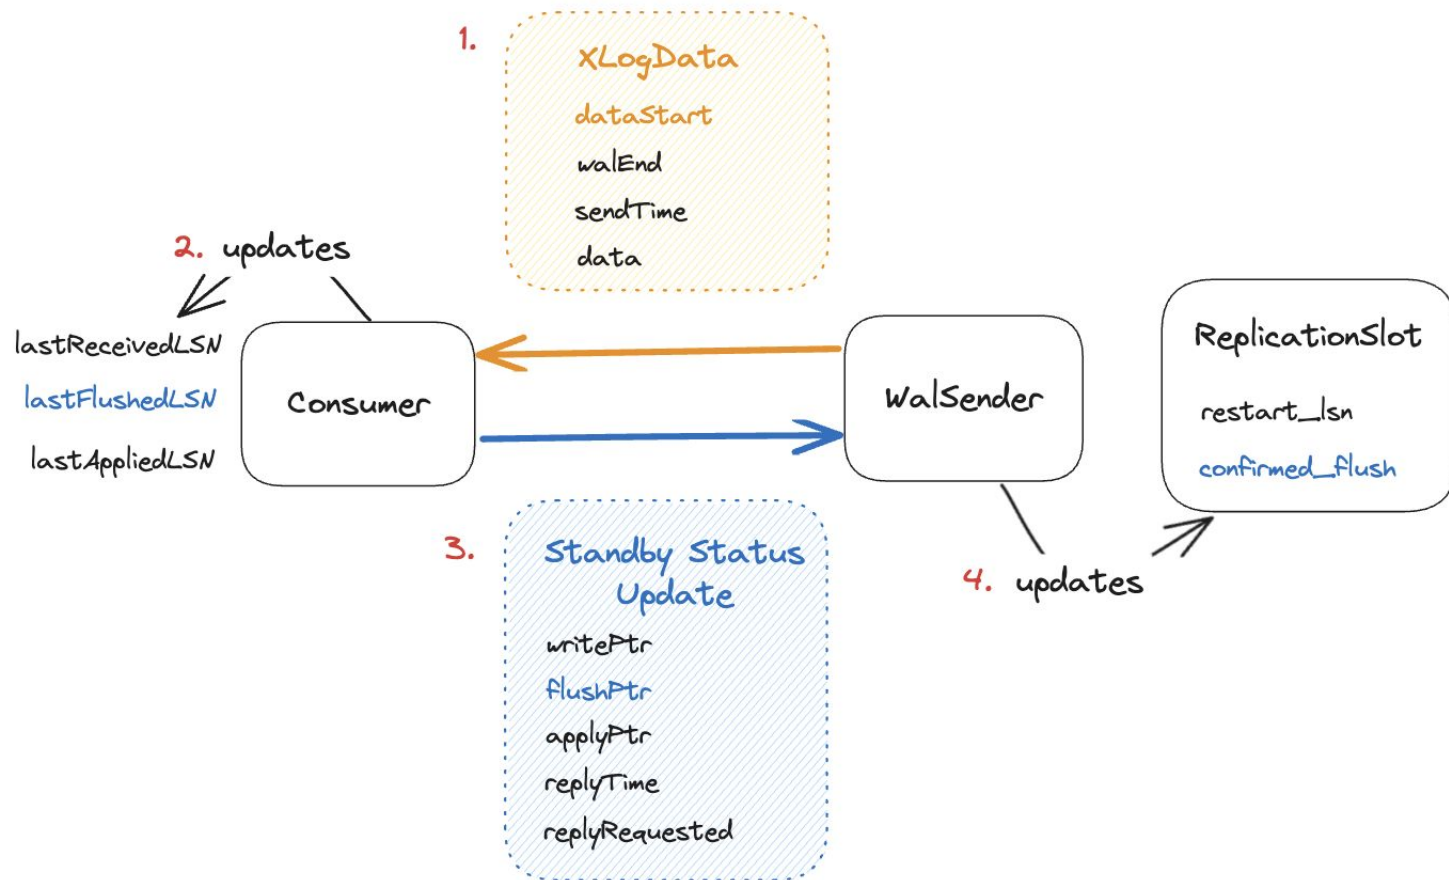 1.
XLogData
dataStart
walEnd
sendTime
data
2. updates
lastReceivedLSN
lastFlushedLSN
lastAppliedLSN
Consumer
WalSender
ReplicationSlot
restart_lsn
confirmed_flush
3.
Standby Status
Update
writePtr
flushPtr
applyPtr
replyTime
replyRequested
4. updates